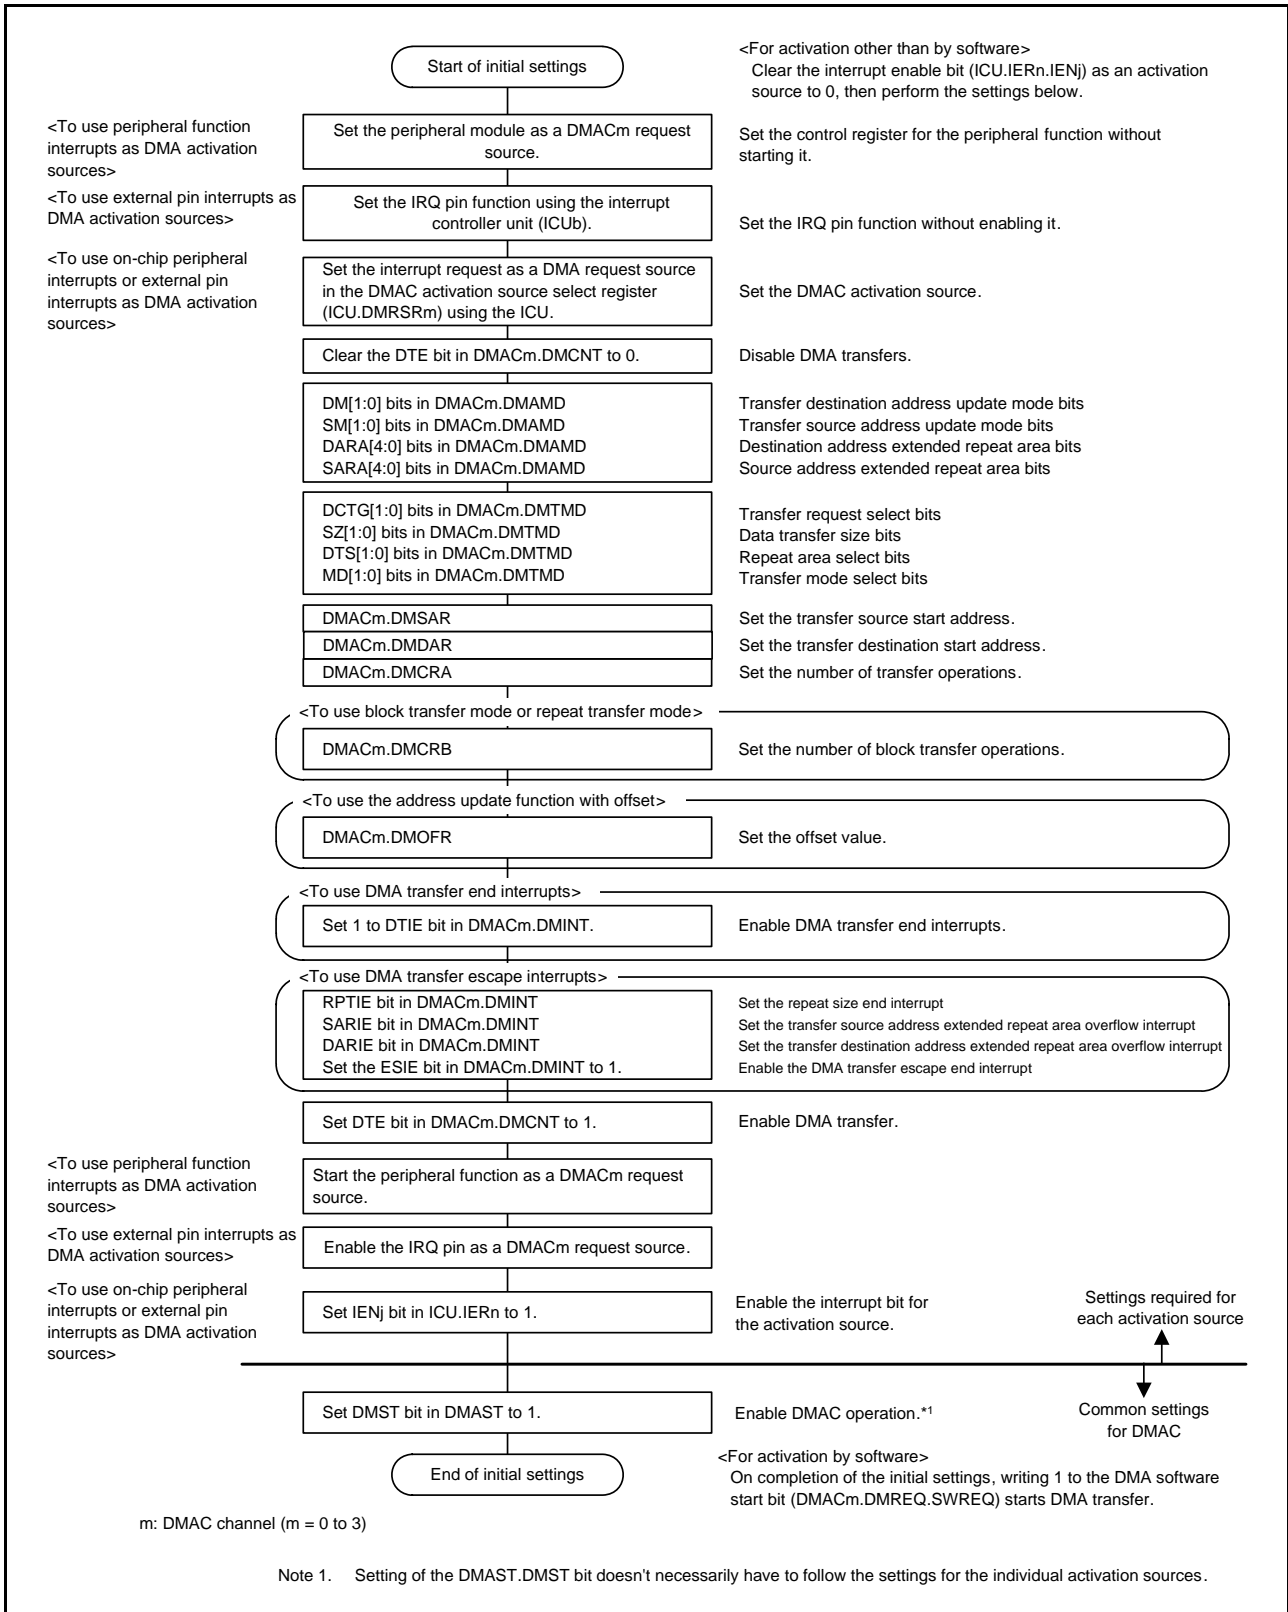 Start of initial settings
<For activation other than by software>
Clear the interrupt enable bit (ICU.IERn.IENj) as an activation
source to 0, then perform the settings below.
<To use peripheral function
interrupts as DMA activation
sources>
Set the peripheral module as a DMACm request
source.
Set the control register for the peripheral function without
starting it.
<To use external pin interrupts as
DMA activation sources>
Set the IRQ pin function using the interrupt
controller unit (ICUb).
Set the IRQ pin function without enabling it.
<To use on-chip peripheral
interrupts or external pin
interrupts as DMA activation
sources>
Set the interrupt request as a DMA request source
in the DMAC activation source select register
(ICU.DMRSRm) using the ICU.
Set the DMAC activation source.
Clear the DTE bit in DMACm.DMCNT to 0.
Disable DMA transfers.
DM[1:0] bits in DMACm.DMAMD
Transfer destination address update mode bits
SM[1:0] bits in DMACm.DMAMD
Transfer source address update mode bits
DARA[4:0] bits in DMACm.DMAMD
Destination address extended repeat area bits
SARA[4:0] bits in DMACm.DMAMD
Source address extended repeat area bits
DCTG[1:0] bits in DMACm.DMTMD
Transfer request select bits
SZ[1:0] bits in DMACm.DMTMD
Data transfer size bits
DTS[1:0] bits in DMACm.DMTMD
Repeat area select bits
MD[1:0] bits in DMACm.DMTMD
Transfer mode select bits
DMACm.DMSAR
Set the transfer source start address.
DMACm.DMDAR
Set the transfer destination start address.
DMACm.DMCRA
Set the number of transfer operations.
<To use block transfer mode or repeat transfer mode>
DMACm.DMCRB
Set the number of block transfer operations.
<To use the address update function with offset>
DMACm.DMOFR
Set the offset value.
<To use DMA transfer end interrupts>
Set 1 to DTIE bit in DMACm.DMINT.
Enable DMA transfer end interrupts.
<To use DMA transfer escape interrupts>
RPTIE bit in DMACm.DMINT
Set the repeat size end interrupt
SARIE bit in DMACm.DMINT
Set the transfer source address extended repeat area overflow interrupt
DARIE bit in DMACm.DMINT
Set the transfer destination address extended repeat area overflow interrupt
Set the ESIE bit in DMACm.DMINT to 1.
Enable the DMA transfer escape end interrupt
Set DTE bit in DMACm.DMCNT to 1.
Enable DMA transfer.
<To use peripheral function
interrupts as DMA activation
sources>
Start the peripheral function as a DMACm request
source.
<To use external pin interrupts as
DMA activation sources>
Enable the IRQ pin as a DMACm request source.
<To use on-chip peripheral
interrupts or external pin
interrupts as DMA activation
sources>
Set IENj bit in ICU.IERn to 1.
Enable the interrupt bit for
the activation source.
Settings required for
each activation source
Set DMST bit in DMAST to 1.
Enable DMAC operation.*1
Common settings
for DMAC
End of initial settings
<For activation by software>
On completion of the initial settings, writing 1 to the DMA software
start bit (DMACm.DMREQ.SWREQ) starts DMA transfer.
m: DMAC channel (m = 0 to 3)
Note 1. Setting of the DMAST.DMST bit doesn't necessarily have to follow the settings for the individual activation sources.